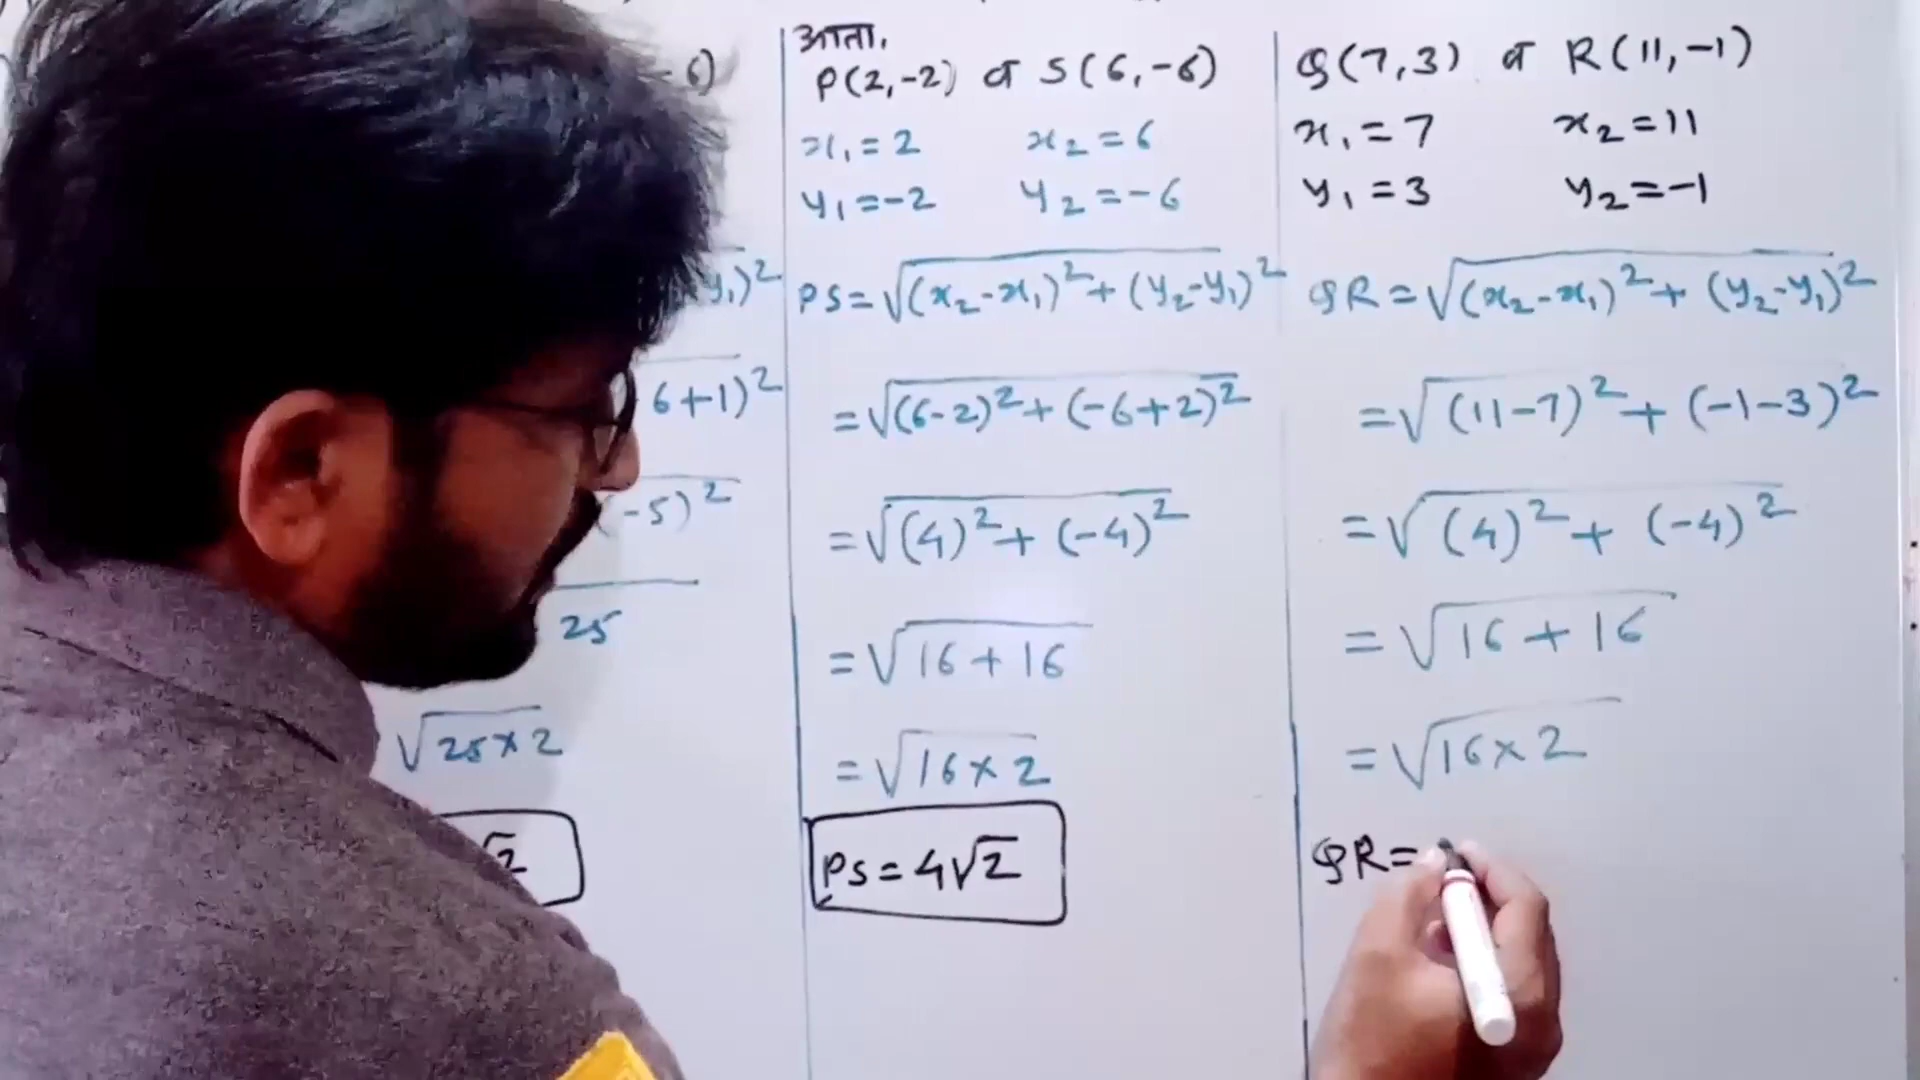 6)
y₁)²
6+1)²
(-5)²
25
√25×2
√2
आता,
P(2,-2) व S(6,-6)
x₁=2 x₂=6
y₁=-2 y₂=-6
PS=√(x₂-x₁)²+(y₂-y₁)²
=√(6-2)²+(-6+2)²
=√(4)²+(-4)²
=√16+16
=√16×2
PS=4√2
Q(7,3) व R(11,-1)
x₁=7 x₂=11
y₁=3 y₂=-1
QR=√(x₂-x₁)²+(y₂-y₁)²
=√(11-7)²+(-1-3)²
=√(4)²+(-4)²
=√16+16
=√16×2
QR=